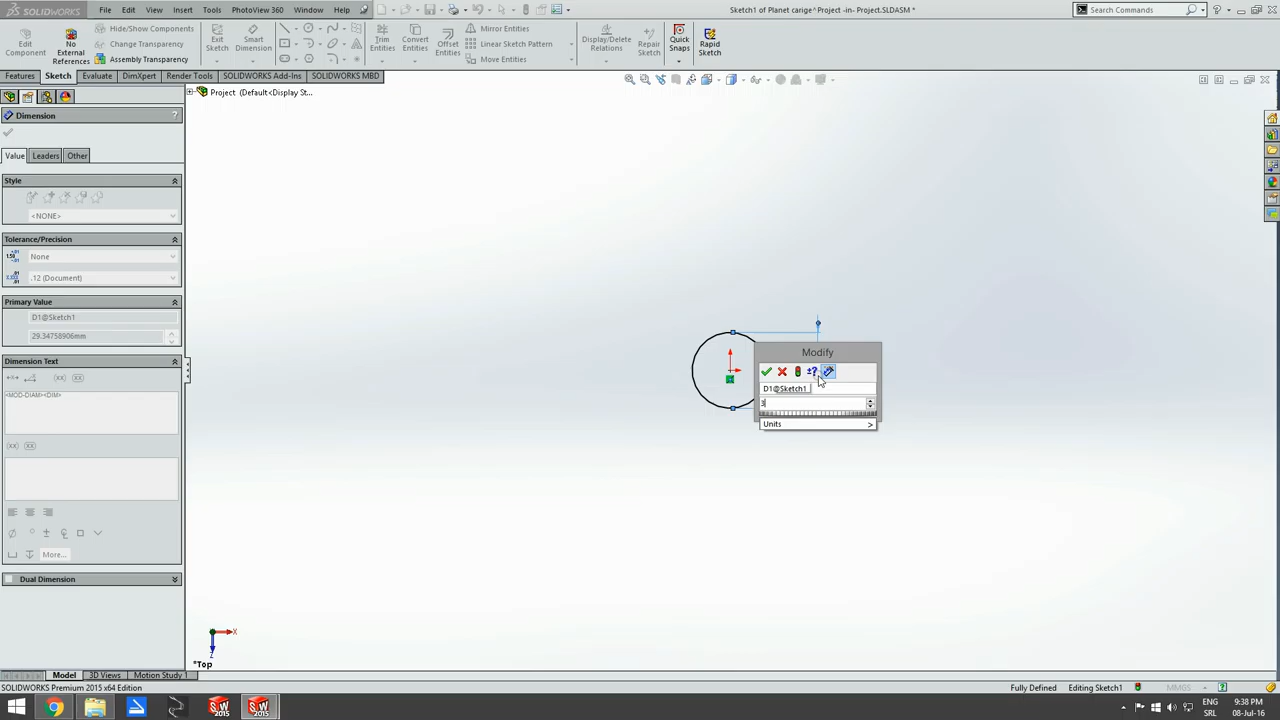 SOLIDWORKS
File Edit View Insert Tools PhotoView 360 Window Help
Sketch1 of Planet carige^Project -in- Project.SLDASM *
Search Commands
Edit Component
No External References
Hide/Show Components
Change Transparency
Assembly Transparency
Exit Sketch
Smart Dimension
Trim Entities
Convert Entities
Offset Entities
Mirror Entities
Linear Sketch Pattern
Move Entities
Display/Delete Relations
Repair Sketch
Quick Snaps
Rapid Sketch
Features Sketch Evaluate DimXpert Render Tools SOLIDWORKS Add-Ins SOLIDWORKS MBD
Project (Default<Display St...
Dimension ?
Value Leaders Other
Style
<NONE>
Tolerance/Precision
None
.12 (Document)
Primary Value
D1@Sketch1
29.34758906mm
Dimension Text
<MOD-DIAM><DIM>
More...
Dual Dimension
Modify
D1@Sketch1
3
Units >
X
Z
*Top
Model 3D Views Motion Study 1
SOLIDWORKS Premium 2015 x64 Edition
Fully Defined Editing Sketch1 MMGS
2015 2015
ENG 9:38 PM
SRL 08-Jul-16